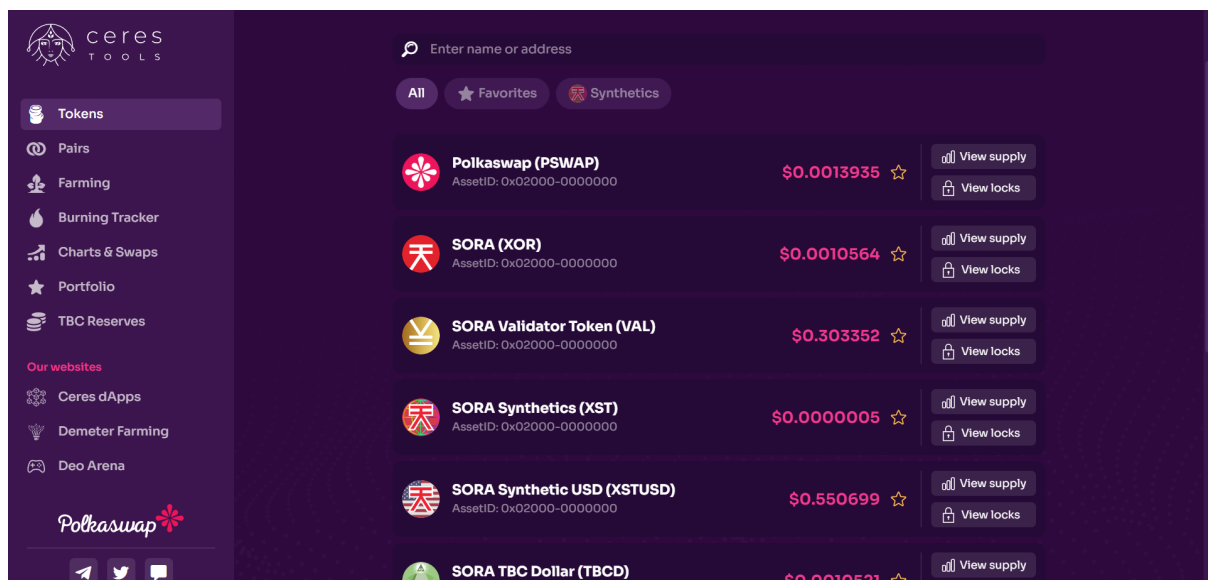 ceres
TOOLS
Tokens
Pairs
Farming
Burning Tracker
Charts & Swaps
Portfolio
TBC Reserves
Our websites
Ceres dApps
Demeter Farming
Deo Arena
Polkaswap
Enter name or address
All
Favorites
Synthetics
Polkaswap (PSWAP)
AssetID: 0x02000-0000000
$0.0013935
View supply
View locks
SORA (XOR)
AssetID: 0x02000-0000000
$0.0010564
View supply
View locks
SORA Validator Token (VAL)
AssetID: 0x02000-0000000
$0.303352
View supply
View locks
SORA Synthetics (XST)
AssetID: 0x02000-0000000
$0.0000005
View supply
View locks
SORA Synthetic USD (XSTUSD)
AssetID: 0x02000-0000000
$0.550699
View supply
View locks
SORA TBC Dollar (TBCD)
$0.0010521
View supply